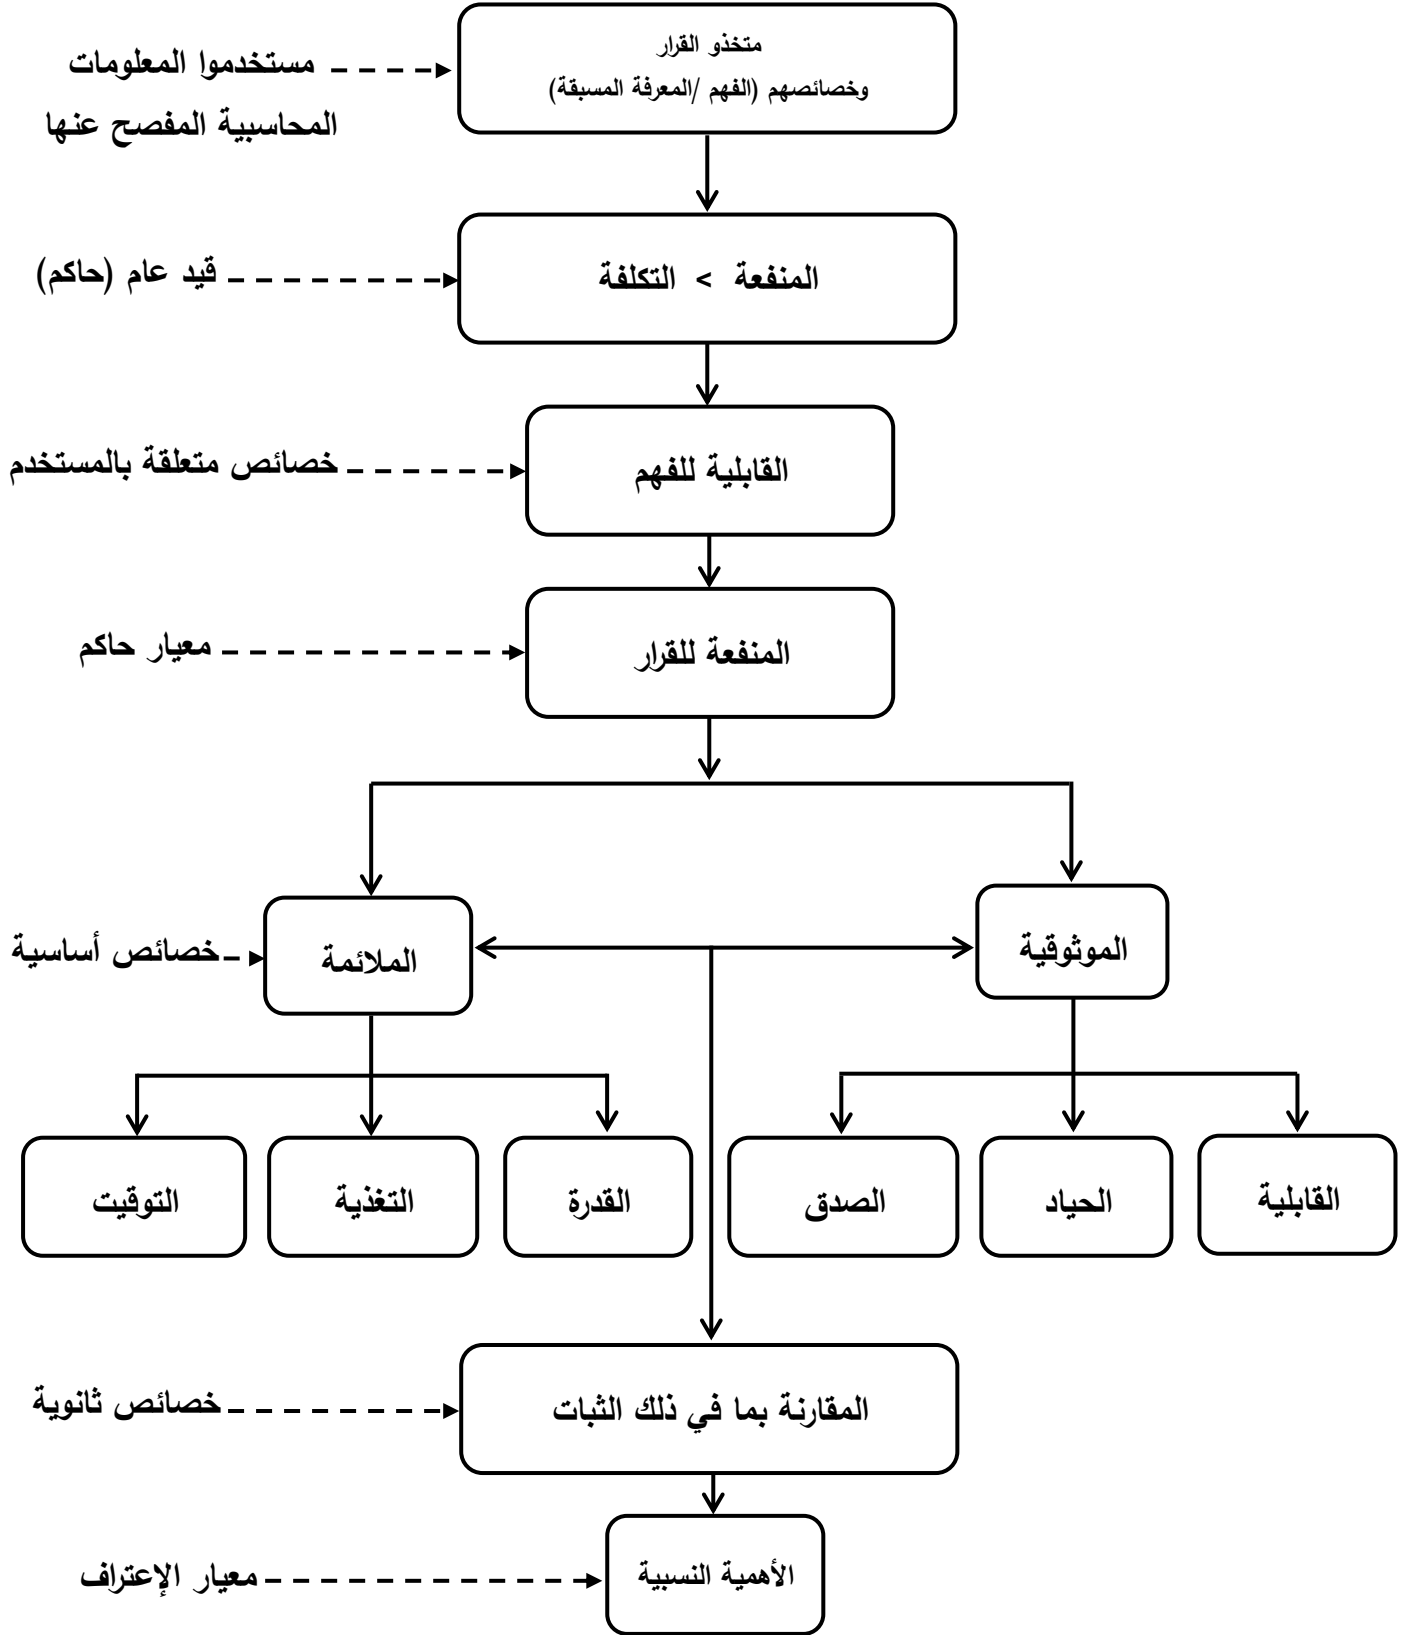 متخذو القرار
وخصائصهم (الفهم /المعرفة المسبقة)
مستخدموا المعلومات
المحاسبية المفصح عنها
المنفعة > التكلفة
قيد عام (حاكم)
القابلية للفهم
خصائص متعلقة بالمستخدم
المنفعة للقرار
معيار حاكم
الموثوقية
الملائمة
خصائص أساسية
القابلية
الحياد
الصدق
القدرة
التغذية
التوقيت
المقارنة بما في ذلك الثبات
خصائص ثانوية
الأهمية النسبية
معيار الإعتراف